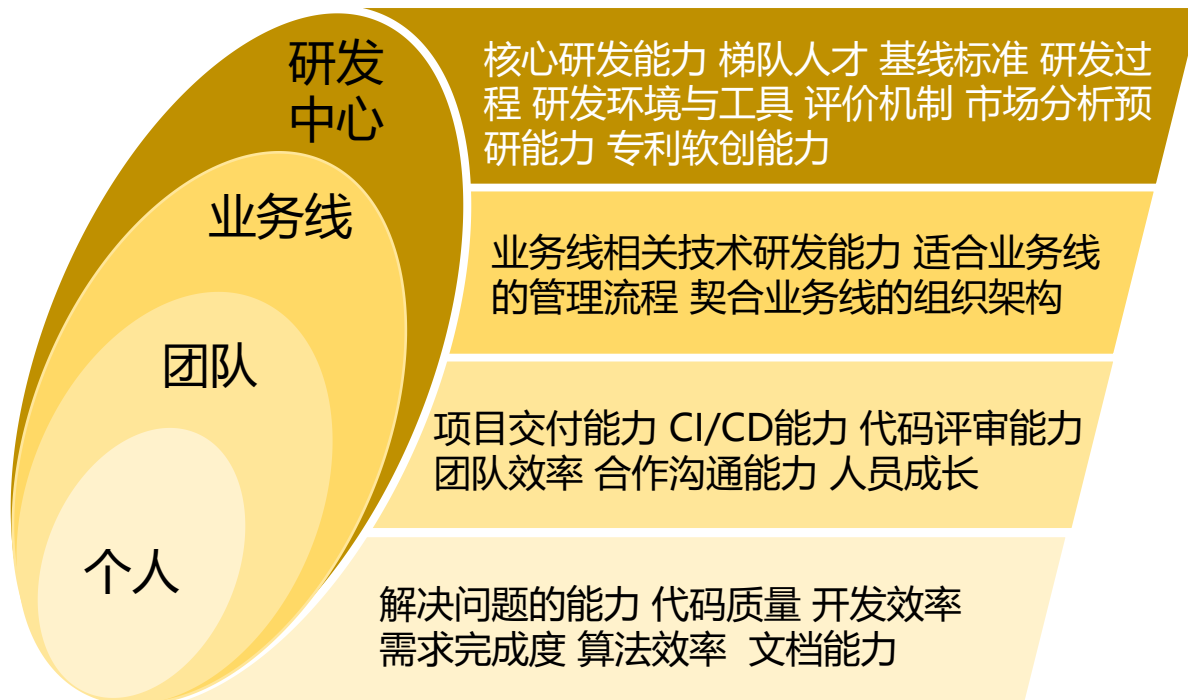 研发
中心
核心研发能力 梯队人才 基线标准 研发过
程 研发环境与工具 评价机制 市场分析预
研能力 专利软创能力
业务线
业务线相关技术研发能力 适合业务线
的管理流程 契合业务线的组织架构
团队
项目交付能力 CI/CD能力 代码评审能力
团队效率 合作沟通能力 人员成长
个人
解决问题的能力 代码质量 开发效率
需求完成度 算法效率 文档能力